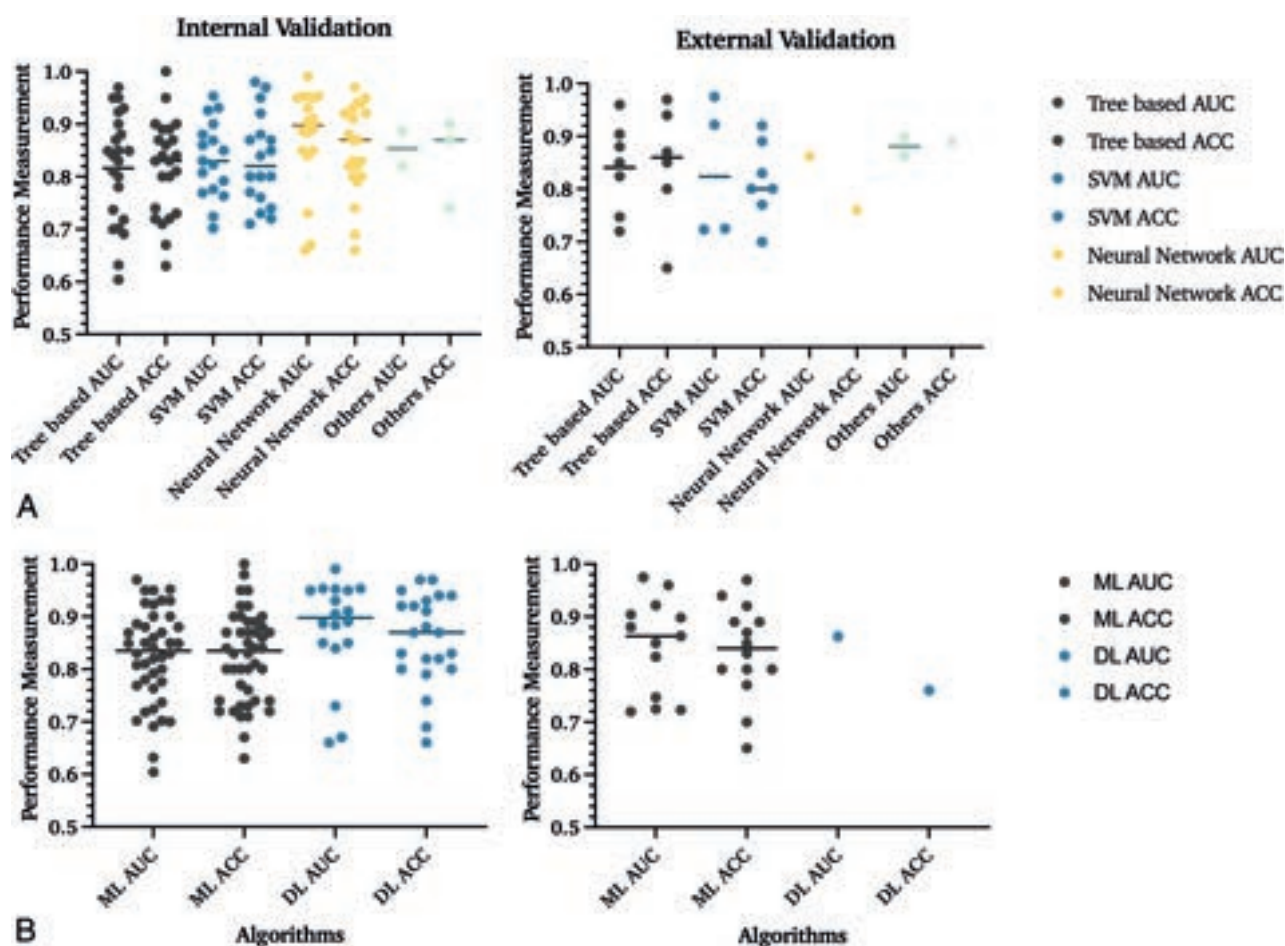 Internal Validation
Performance Measurement
1.0
0.9
0.8
0.7
0.6
0.5
Tree based AUC
Tree based ACC
SVM AUC
SVM ACC
Neural Network AUC
Neural Network ACC
Others AUC
Others ACC
External Validation
Performance Measurement
1.0
0.9
0.8
0.7
0.6
0.5
Tree based AUC
Tree based ACC
SVM AUC
SVM ACC
Neural Network AUC
Neural Network ACC
Others AUC
Others ACC
Tree based AUC
Tree based ACC
SVM AUC
SVM ACC
Neural Network AUC
Neural Network ACC
A
Performance Measurement
1.0
0.9
0.8
0.7
0.6
0.5
ML AUC
ML ACC
DL AUC
DL ACC
Algorithms
Performance Measurement
1.0
0.9
0.8
0.7
0.6
0.5
ML AUC
ML ACC
DL AUC
DL ACC
Algorithms
ML AUC
ML ACC
DL AUC
DL ACC
B